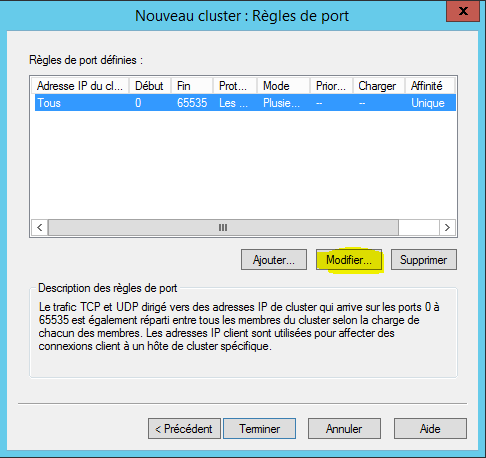 Nouveau cluster : Règles de port
x
Règles de port définies :
Adresse IP du cl... Début Fin Prot... Mode Prior... Charger Affinité
Tous 0 65535 Les ... Plusie... -- -- Unique
Ajouter... Modifier... Supprimer
Description des règles de port
Le trafic TCP et UDP dirigé vers des adresses IP de cluster qui arrive sur les ports 0 à
65535 est également réparti entre tous les membres du cluster selon la charge de
chacun des membres. Les adresses IP client sont utilisées pour affecter des
connexions client à un hôte de cluster spécifique.
< Précédent Terminer Annuler Aide